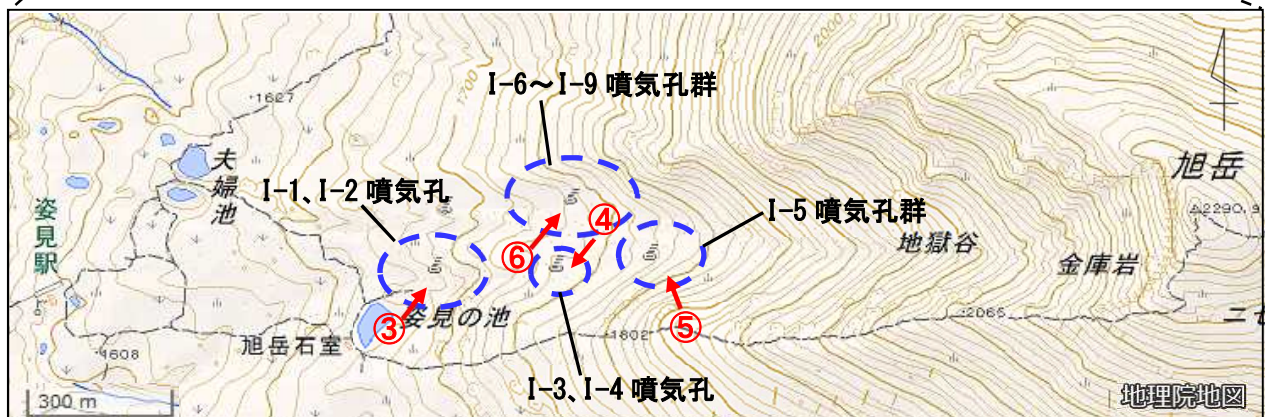 I-6～I-9 噴気孔群
2000
1700
・1627
夫婦池
I-1、I-2 噴気孔
④
I-5 噴気孔群
旭岳
2290.9
地獄谷
金庫岩
姿見駅
⑥
③
姿見の池
⑤
・2065
・1802
旭岳石室
・1608
I-3、I-4 噴気孔
300 m
地理院地図